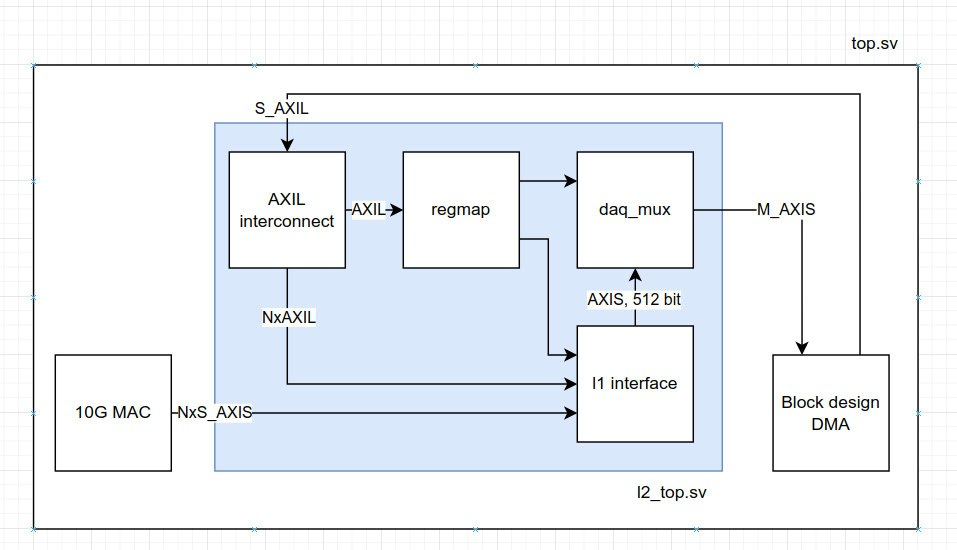 top.sv
S_AXIL
AXIL
interconnect
AXIL
regmap
daq_mux
M_AXIS
AXIS, 512 bit
NxAXIL
l1 interface
10G MAC
NxS_AXIS
Block design
DMA
l2_top.sv